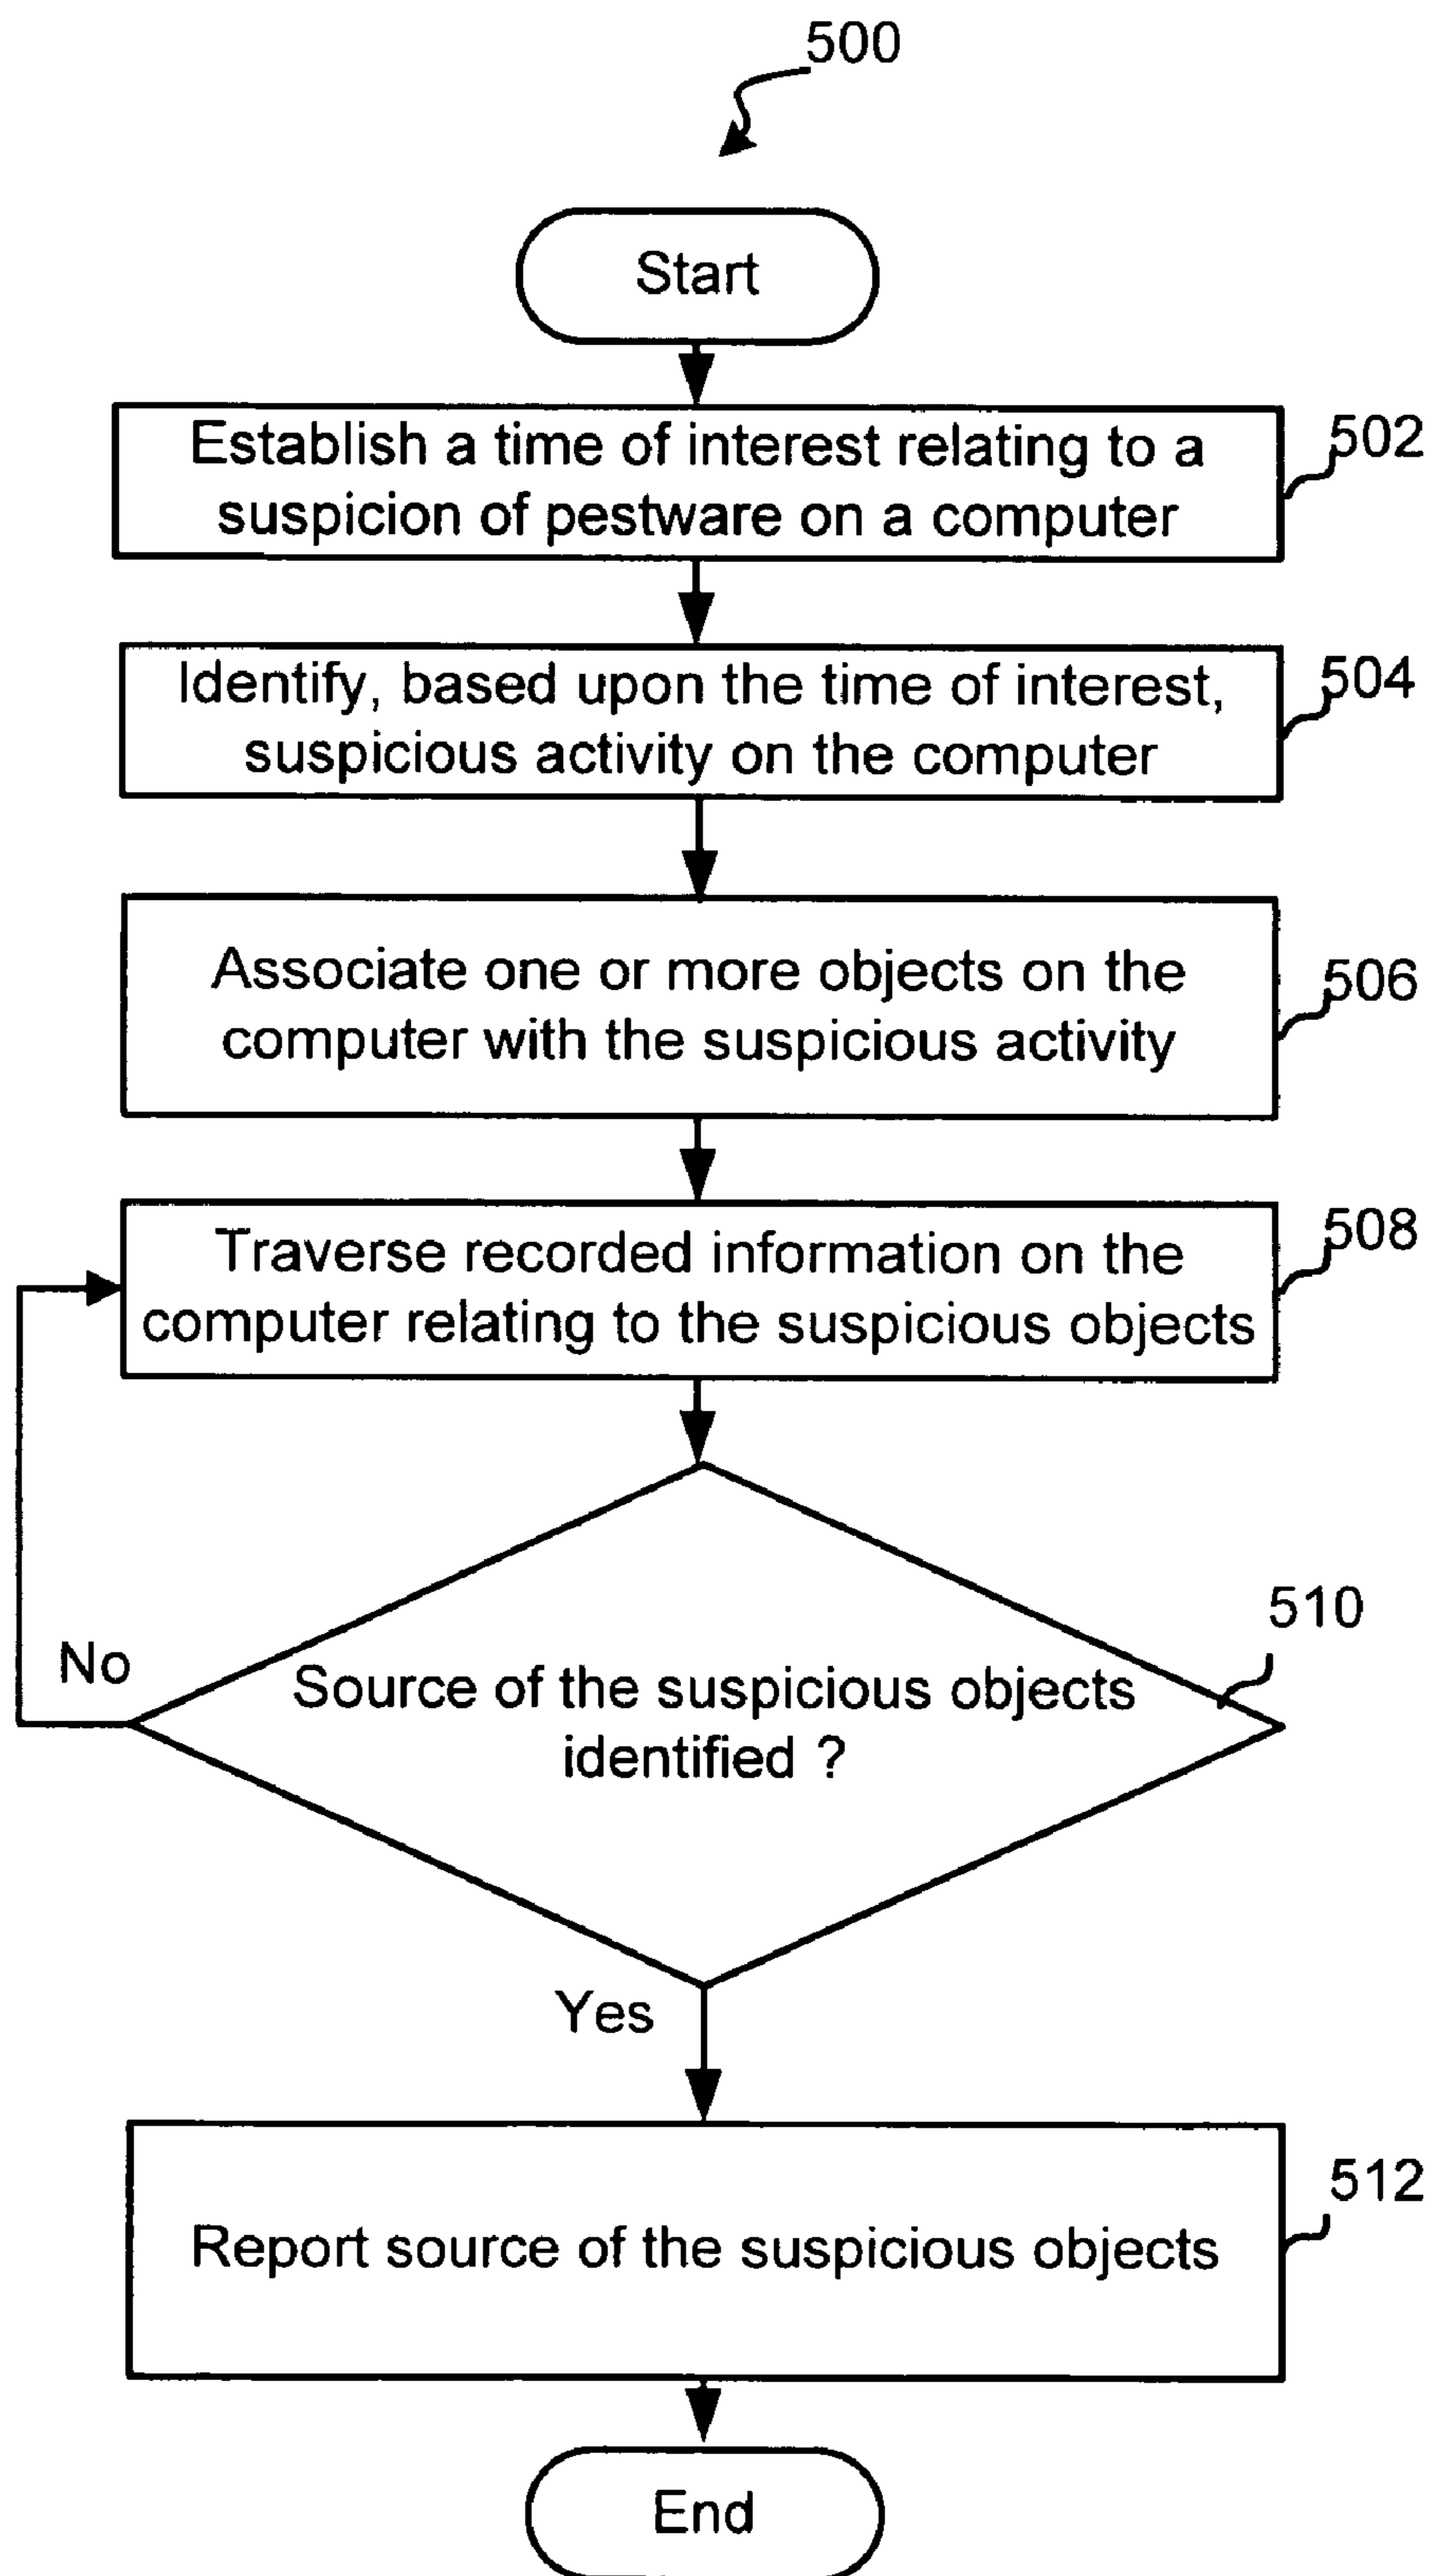 500
Start
Establish a time of interest relating to a
suspicion of pestware on a computer
502
Identify, based upon the time of interest,
suspicious activity on the computer
504
Associate one or more objects on the
computer with the suspicious activity
506
Traverse recorded information on the
computer relating to the suspicious objects
508
510
No
Source of the suspicious objects
identified ?
Yes
512
Report source of the suspicious objects
End